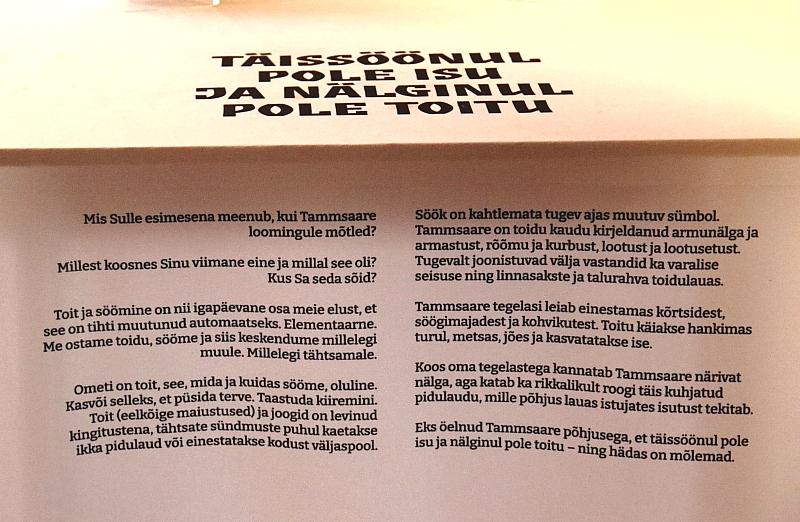 TÄISSÖÖNUL
POLE ISU
JA NÄLGINUL
POLE TOITU
Mis Sulle esimesena meenub, kui Tammsaare
loomingule mõtled?
Millest koosnes Sinu viimane eine ja millal see oli?
Kus Sa seda sõid?
Toit ja söömine on nii igapäevane osa meie elust, et
see on tihti muutunud automaatseks. Elementaarne.
Me ostame toidu, sööme ja siis keskendume millelegi
muule. Millelegi tähtsamale.
Ometi on toit, see, mida ja kuidas sööme, oluline.
Kasvõi selleks, et püsida terve. Taastuda kiiremini.
Toit (eelkõige maiustused) ja joogid on levinud
kingitustena, tähtsate sündmuste puhul kaetakse
ikka pidulaud või einestatakse kodust väljaspool.
Söök on kahtlemata tugev ajas muutuv sümbol.
Tammsaare on toidu kaudu kirjeldanud armunälga ja
armastust, rõõmu ja kurbust, lootust ja lootusetust.
Tugevalt joonistuvad välja vastandid ka varalise
seisuse ning linnasakste ja talurahva toidulauas.
Tammsaare tegelasi leiab einestamas kõrtsidest,
söögimajadest ja kohvikutest. Toitu käiakse hankimas
turul, metsas, jões ja kasvatatakse ise.
Koos oma tegelastega kannatab Tammsaare närivat
nälga, aga katab ka rikkalikult roogi täis kuhjatud
pidulaudu, mille põhjus lauas istujates isutust tekitab.
Eks öelnud Tammsaare põhjusega, et täissöönul pole
isu ja nälginul pole toitu – ning hädas on mõlemad.